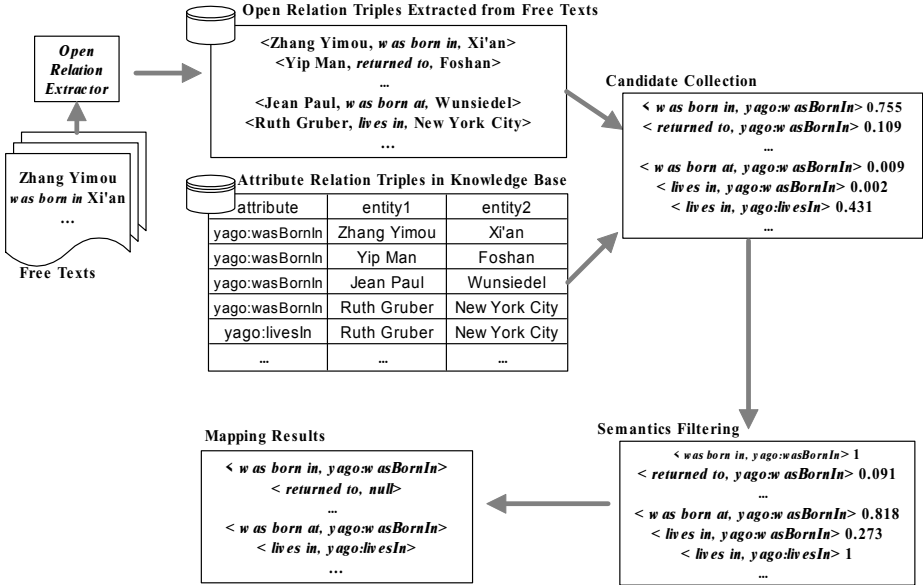 Open Relation Triples Extracted from Free Texts
Open
Relation
Extractor
<Zhang Yimou, was born in, Xi'an>
<Yip Man, returned to, Foshan>
...
<Jean Paul, was born at, Wunsiedel>
<Ruth Gruber, lives in, New York City>
...
Zhang Yimou
was born in Xi'an
...
Free Texts
Attribute Relation Triples in Knowledge Base
attribute entity1 entity2
yago:wasBornIn Zhang Yimou Xi'an
yago:wasBornIn Yip Man Foshan
yago:wasBornIn Jean Paul Wunsiedel
yago:wasBornIn Ruth Gruber New York City
yago:livesIn Ruth Gruber New York City
... ... ...
Candidate Collection
< was born in, yago:wasBornIn> 0.755
< returned to, yago:wasBornIn> 0.109
...
< was born at, yago:wasBornIn> 0.009
< lives in, yago:wasBornIn> 0.002
< lives in, yago:livesIn> 0.431
...
Semantics Filtering
< was born in, yago:wasBornIn> 1
< returned to, yago:wasBornIn> 0.091
...
< was born at, yago:wasBornIn> 0.818
< lives in, yago:wasBornIn> 0.273
< lives in, yago:livesIn> 1
...
Mapping Results
< was born in, yago:wasBornIn>
< returned to, null>
...
< was born at, yago:wasBornIn>
< lives in, yago:livesIn>
...